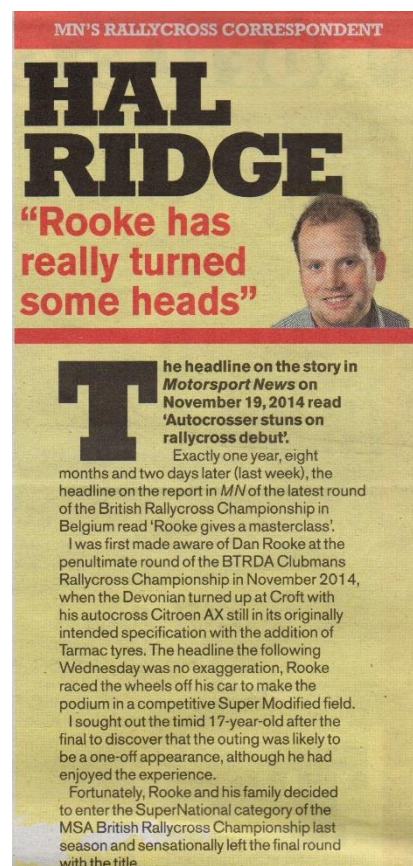 MN'S RALLYCROSS CORRESPONDENT
HAL
RIDGE
“Rooke has
really turned
some heads”
The headline on the story in
Motorsport News on
November 19, 2014 read
‘Autocrosser stuns on
rallycross debut’.
Exactly one year, eight
months and two days later (last week), the
headline on the report in MN of the latest round
of the British Rallycross Championship in
Belgium read ‘Rooke gives a masterclass’.
I was first made aware of Dan Rooke at the
penultimate round of the BTRDA Clubmans
Rallycross Championship in November 2014,
when the Devonian turned up at Croft with
his autocross Citroen AX still in its originally
intended specification with the addition of
Tarmac tyres. The headline the following
Wednesday was no exaggeration, Rooke
raced the wheels off his car to make the
podium in a competitive Super Modified field.
I sought out the timid 17-year-old after the
final to discover that the outing was likely to
be a one-off appearance, although he had
enjoyed the experience.
Fortunately, Rooke and his family decided
to enter the SuperNational category of the
MSA British Rallycross Championship last
season and sensationally left the final round
with the title.